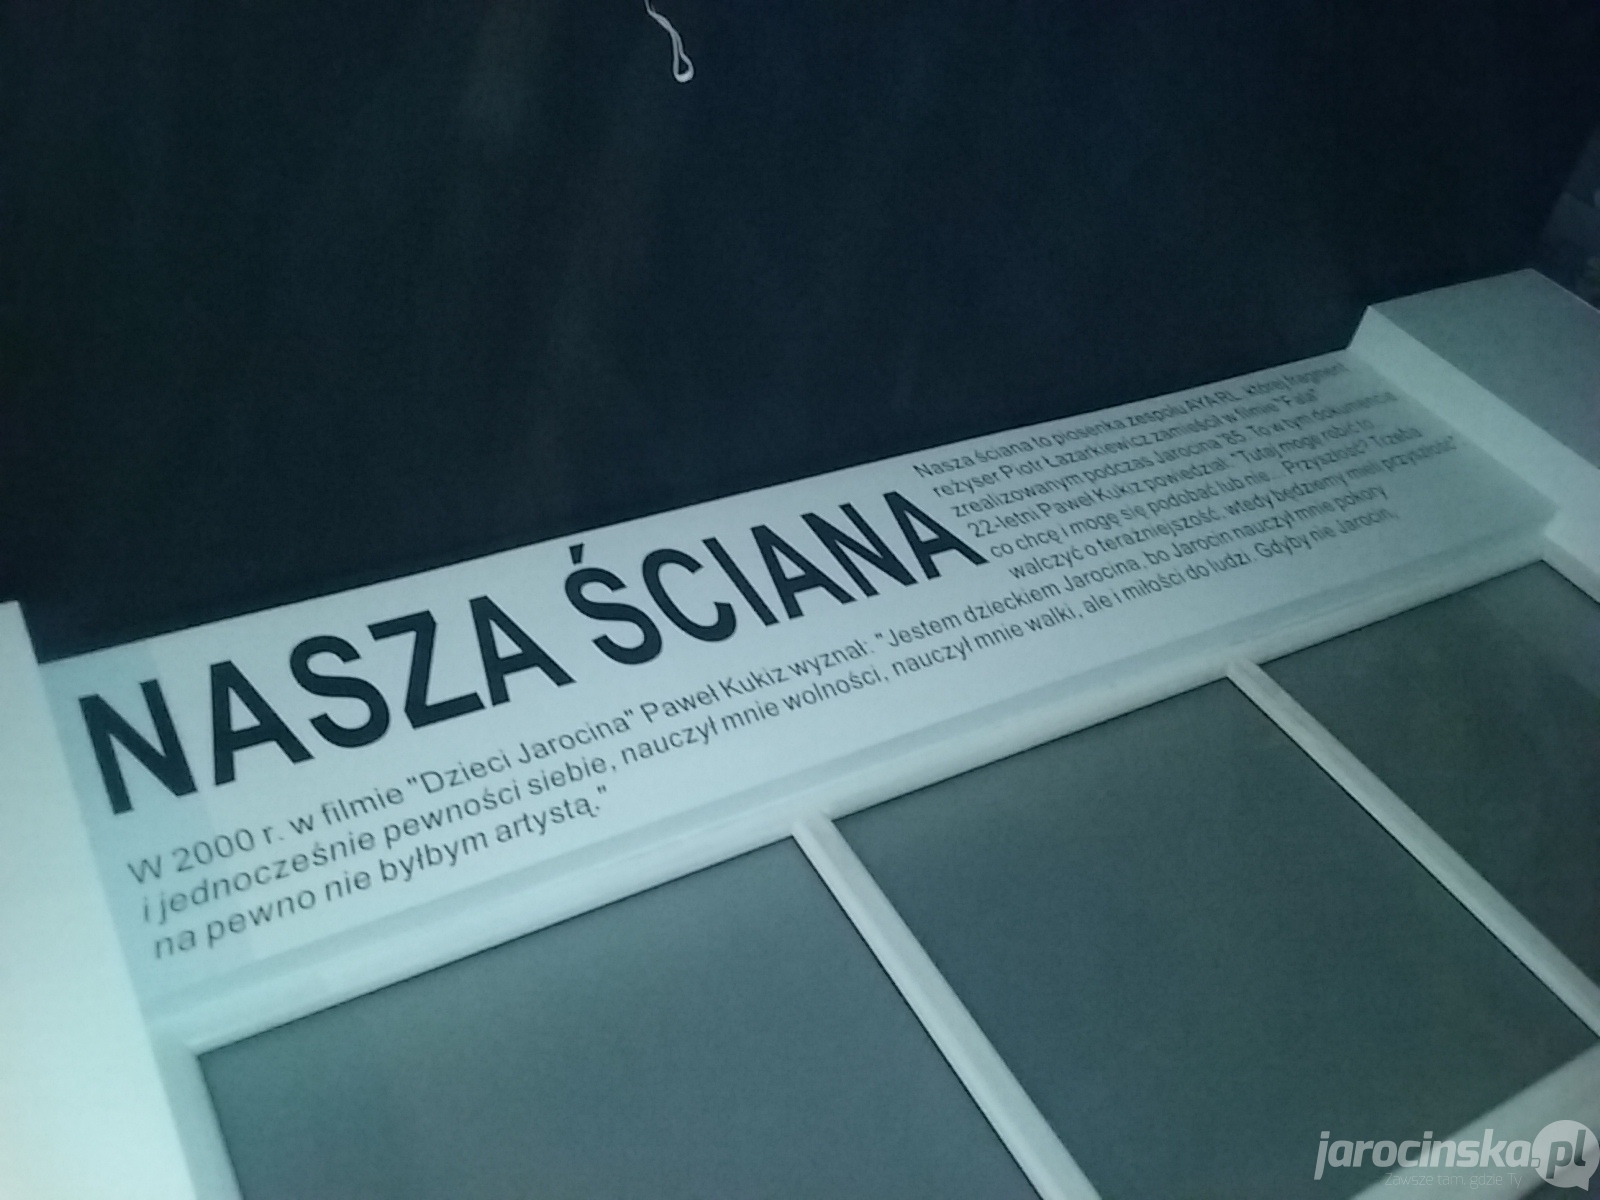 NASZA ŚCIANA
Nasza ściana to piosenka zespołu AYARL, której fragment
reżyser Piotr Łazarkiewicz zamieścił w filmie "Fala"
zrealizowanym podczas Jarocina '85. To w tym dokumencie
22-letni Paweł Kukiz powiedział: "Tutaj mogę robić to
co chcę i mogę się podobać lub nie... Przyszłość? Trzeba
walczyć o teraźniejszość, wtedy będziemy mieli przyszłość".
W 2000 r. w filmie "Dzieci Jarocina" Paweł Kukiz wyznał: "Jestem dzieckiem Jarocina, bo Jarocin nauczył mnie pokory
i jednocześnie pewności siebie, nauczył mnie wolności, nauczył mnie walki, ale i miłości do ludzi. Gdyby nie Jarocin,
na pewno nie byłbym artystą."
jarocinska.pl
Zawsze tam, gdzie Ty